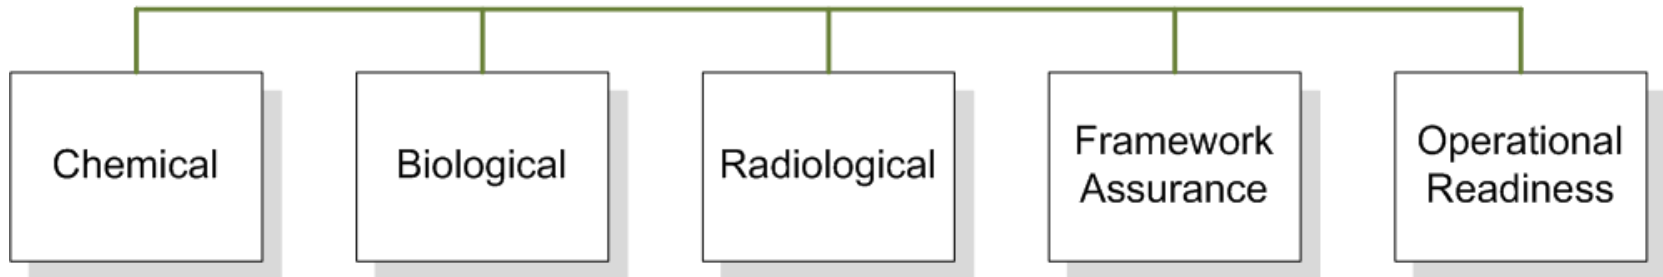 Chemical
Biological
Radiological
Framework
Assurance
Operational
Readiness